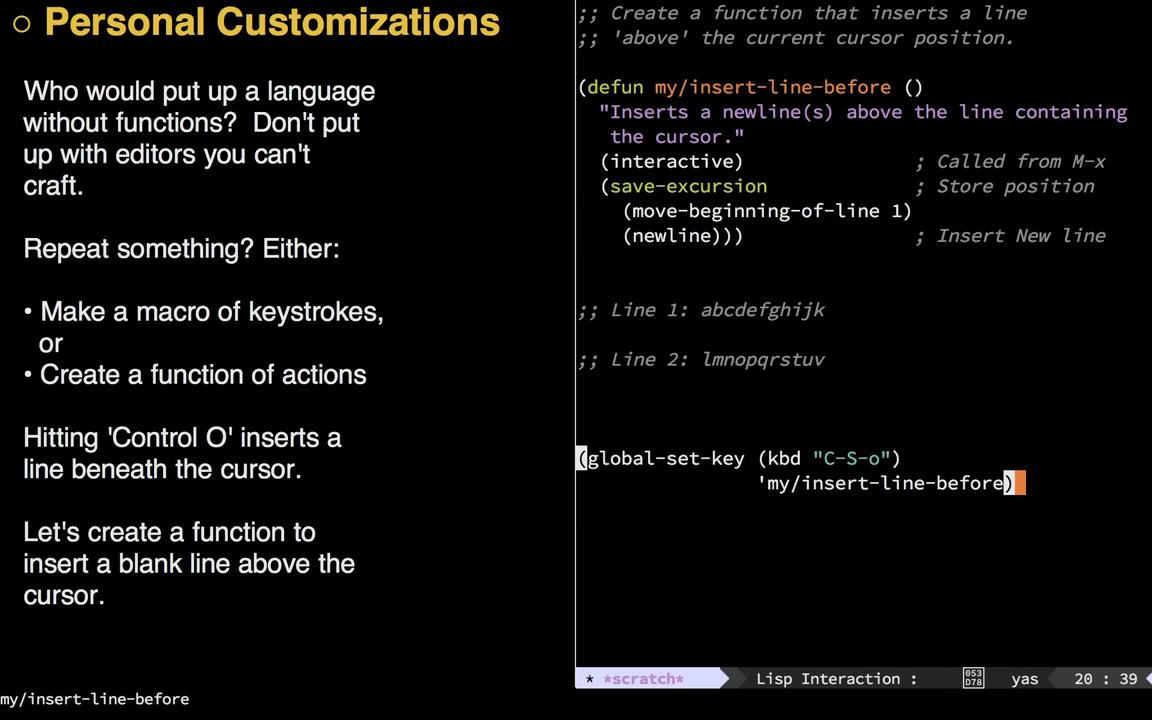 ○ Personal Customizations
Who would put up a language
without functions?  Don't put
up with editors you can't
craft.
Repeat something? Either:
• Make a macro of keystrokes,
or
• Create a function of actions
Hitting 'Control O' inserts a
line beneath the cursor.
Let's create a function to
insert a blank line above the
cursor.
my/insert-line-before
;; Create a function that inserts a line
;; 'above' the current cursor position.
(defun my/insert-line-before ()
"Inserts a newline(s) above the line containing
the cursor."
(interactive) ; Called from M-x
(save-excursion ; Store position
(move-beginning-of-line 1)
(newline))) ; Insert New line
;; Line 1: abcdefghijk
;; Line 2: lmnopqrstuv
(global-set-key (kbd "C-S-o")
'my/insert-line-before)
* *scratch* Lisp Interaction : 053 D78 yas 20 : 39